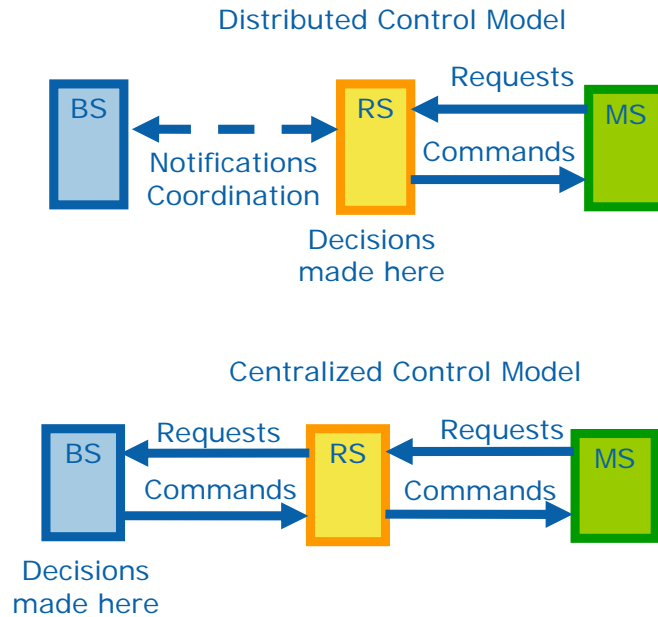 Distributed Control Model
BS
RS
Requests
MS
Commands
Notifications
Coordination
Decisions
made here
Centralized Control Model
BS
Requests
RS
Requests
MS
Commands
Commands
Decisions
made here